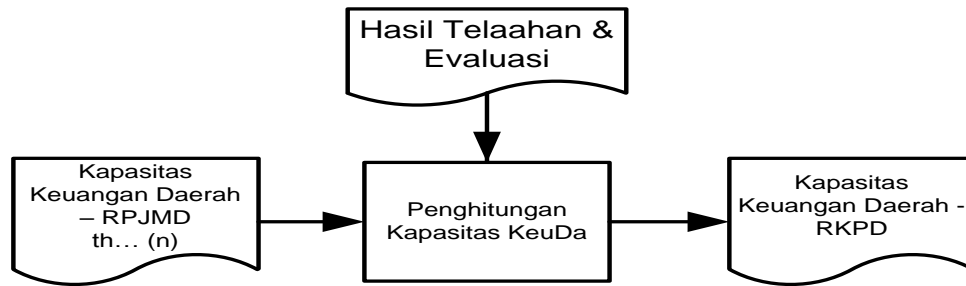 Hasil Telaahan &
Evaluasi
Kapasitas
Keuangan Daerah
– RPJMD
th... (n)
Penghitungan
Kapasitas KeuDa
Kapasitas
Keuangan Daerah -
RKPD